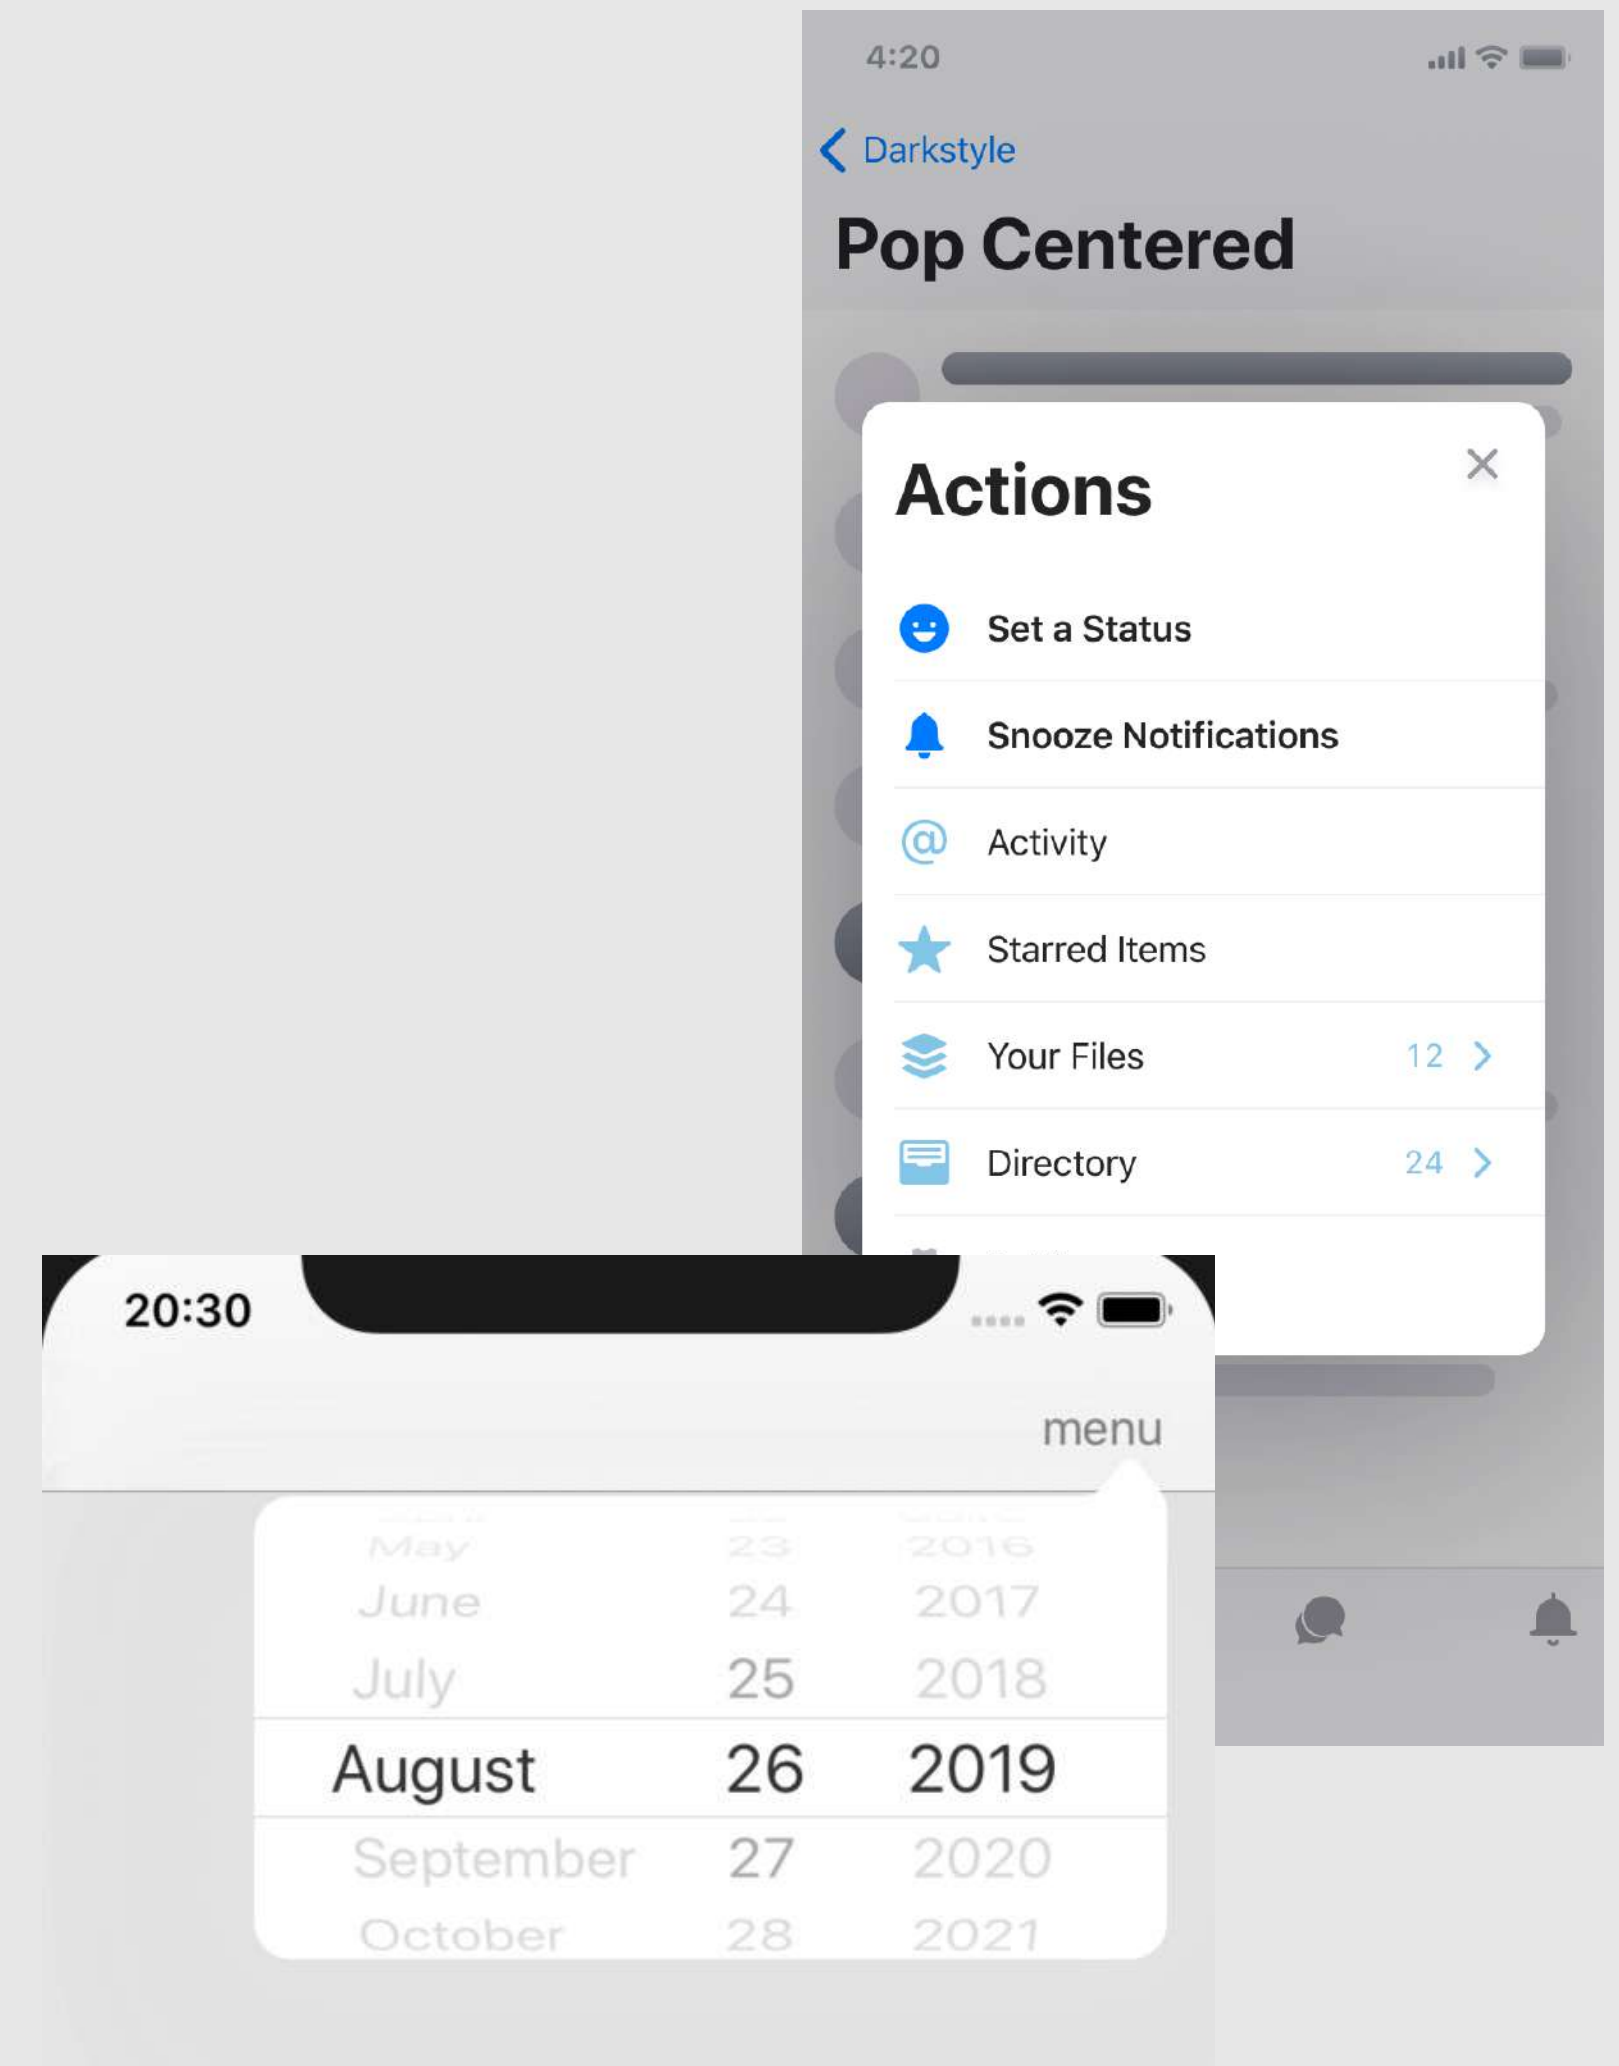 4:20
Darkstyle
Pop Centered
Actions
Set a Status
Snooze Notifications
@ Activity
Starred Items
Your Files 12
Directory 24
20:30
menu
May 23 2016
June 24 2017
July 25 2018
August 26 2019
September 27 2020
October 28 2021